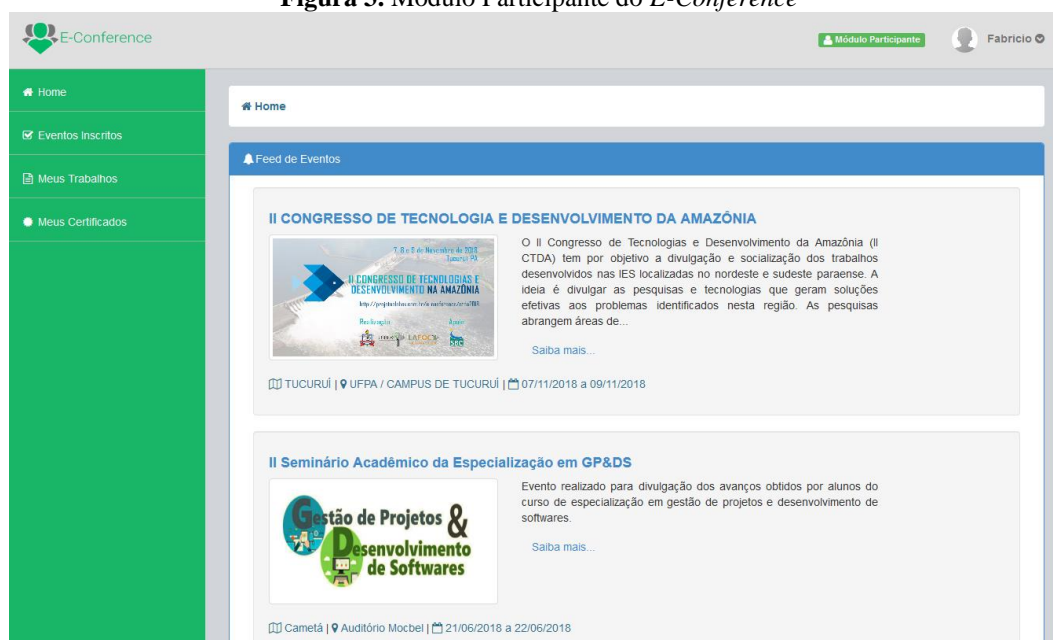 Figura 3. Módulo Participante do E-Conference
E-Conference
Módulo Participante
Fabricio
Home
Eventos Inscritos
Meus Trabalhos
Meus Certificados
Home
Feed de Eventos
II CONGRESSO DE TECNOLOGIA E DESENVOLVIMENTO DA AMAZÔNIA
7, 8 e 9 de Novembro de 2018
Tucuruí-PA
II CONGRESSO DE TECNOLOGIAS E
DESENVOLVIMENTO NA AMAZÔNIA
Realização
Apoio
O II Congresso de Tecnologias e Desenvolvimento da Amazônia (II
CTDA) tem por objetivo a divulgação e socialização dos trabalhos
desenvolvidos nas IES localizadas no nordeste e sudeste paraense. A
ideia é divulgar as pesquisas e tecnologias que geram soluções
efetivas aos problemas identificados nesta região. As pesquisas
abrangem áreas de...
Saiba mais...
TUCURUÍ | UFPA / CAMPUS DE TUCURUÍ | 07/11/2018 a 09/11/2018
II Seminário Acadêmico da Especialização em GP&DS
Gestão de Projetos &
Desenvolvimento
de Softwares
Evento realizado para divulgação dos avanços obtidos por alunos do
curso de especialização em gestão de projetos e desenvolvimento de
softwares.
Saiba mais...
Cametá | Auditório Mocbel | 21/06/2018 a 22/06/2018